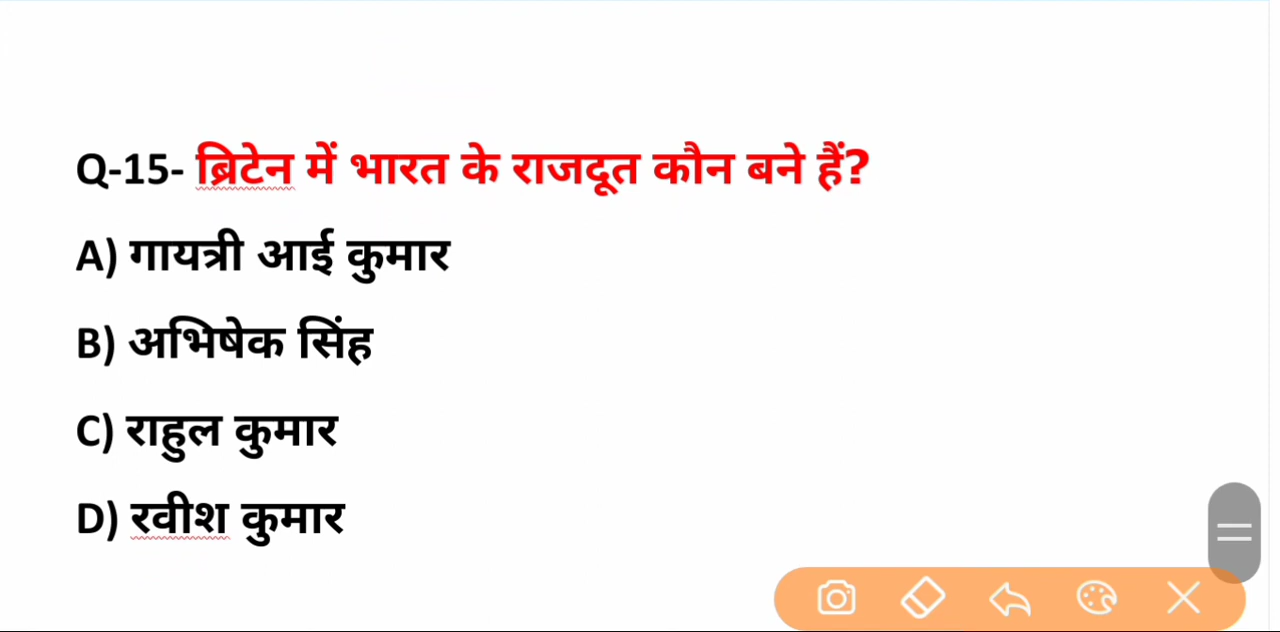 Q-15- ब्रिटेन में भारत के राजदूत कौन बने हैं?
A) गायत्री आई कुमार
B) अभिषेक सिंह
C) राहुल कुमार
D) रवीश कुमार